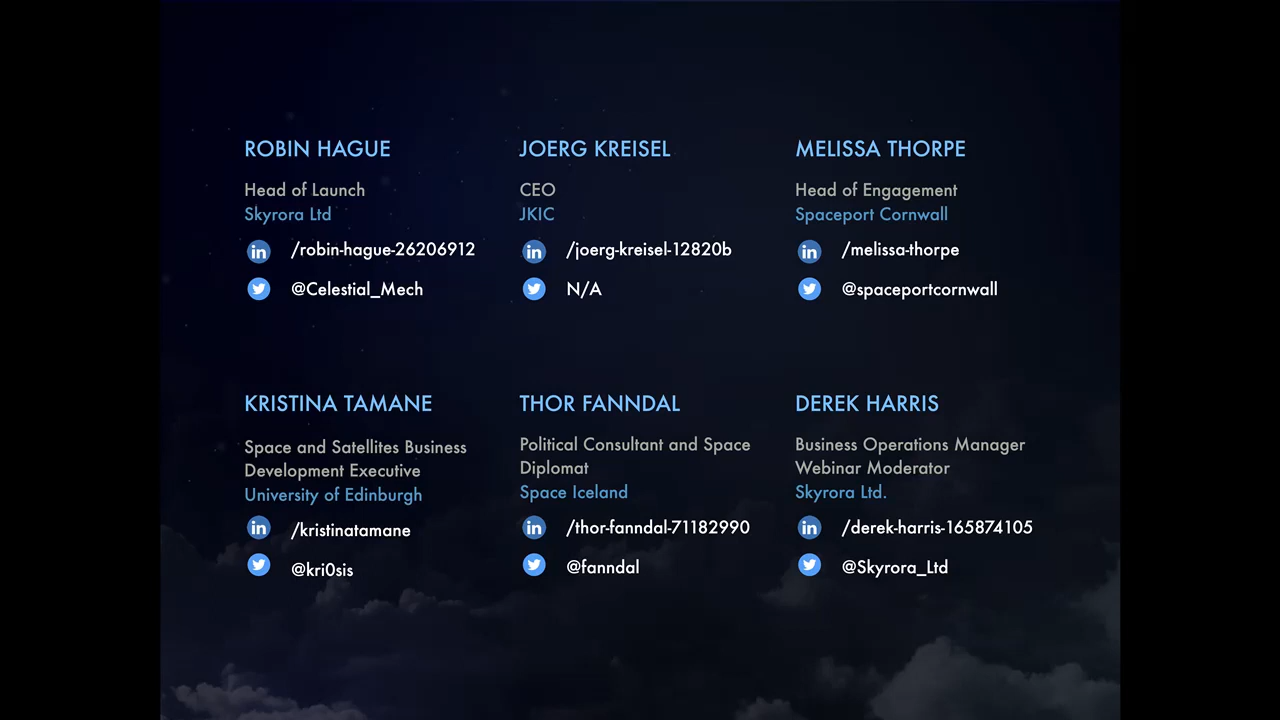 ROBIN HAGUE
Head of Launch
Skyrora Ltd
/robin-hague-26206912
@Celestial_Mech
JOERG KREISEL
CEO
JKIC
/joerg-kreisel-12820b
N/A
MELISSA THORPE
Head of Engagement
Spaceport Cornwall
/melissa-thorpe
@spaceportcornwall
KRISTINA TAMANE
Space and Satellites Business
Development Executive
University of Edinburgh
/kristinatamane
@kri0sis
THOR FANNDAL
Political Consultant and Space
Diplomat
Space Iceland
/thor-fanndal-71182990
@fanndal
DEREK HARRIS
Business Operations Manager
Webinar Moderator
Skyrora Ltd.
/derek-harris-165874105
@Skyrora_Ltd